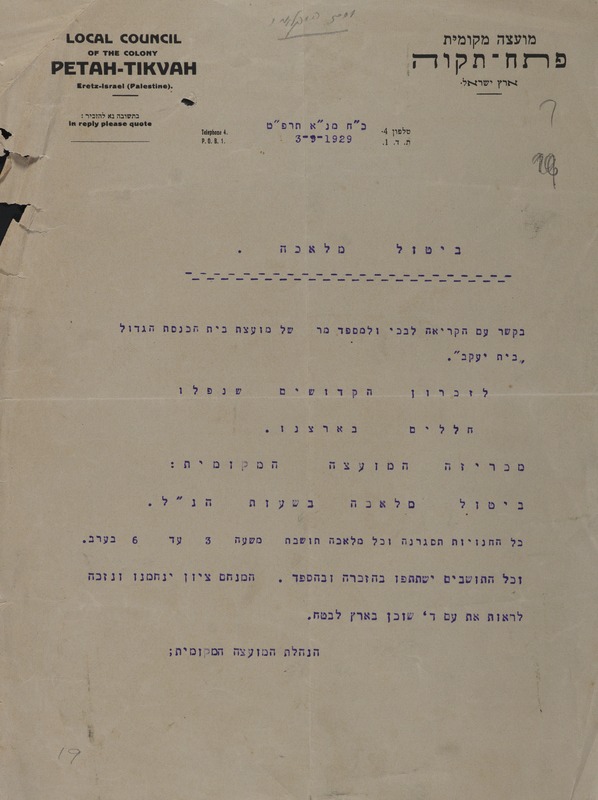 LOCAL COUNCIL
OF THE COLONY
PETAH-TIKVAH
Eretz-Israel (Palestine).
בתשובה נא להזכיר:
In reply please quote
מועצה מקומית
פתח-תקוה
ארץ ישראל.
Telephone 4.
P. O. B. 1.
כ"ח מנ"א תרפ"ט
3-9-1929
טלפון 4.
ת. ד. 1.
7
ביטול מלאכה .
בקשר עם הקריאה לבכי ולמספד מר של מועצת בית הכנסת הגדול
„בית יעקב".
לזכרון הקדושים שנפלו
חללים בארצנו.
מכריזה המועצה המקומית:
ביטול מלאכה בשעות הנ"ל.
כל החנויות תסגרנה וכל מלאכה תושבת משעה 3 עד 6 בערב.
וכל התושבים ישתתפו בהזכרה ובהספד . המנחם ציון ינחמנו ונזכה
לראות את עם ד' שוכן בארץ לבטח.
הנהלת המועצה המקומית;
19